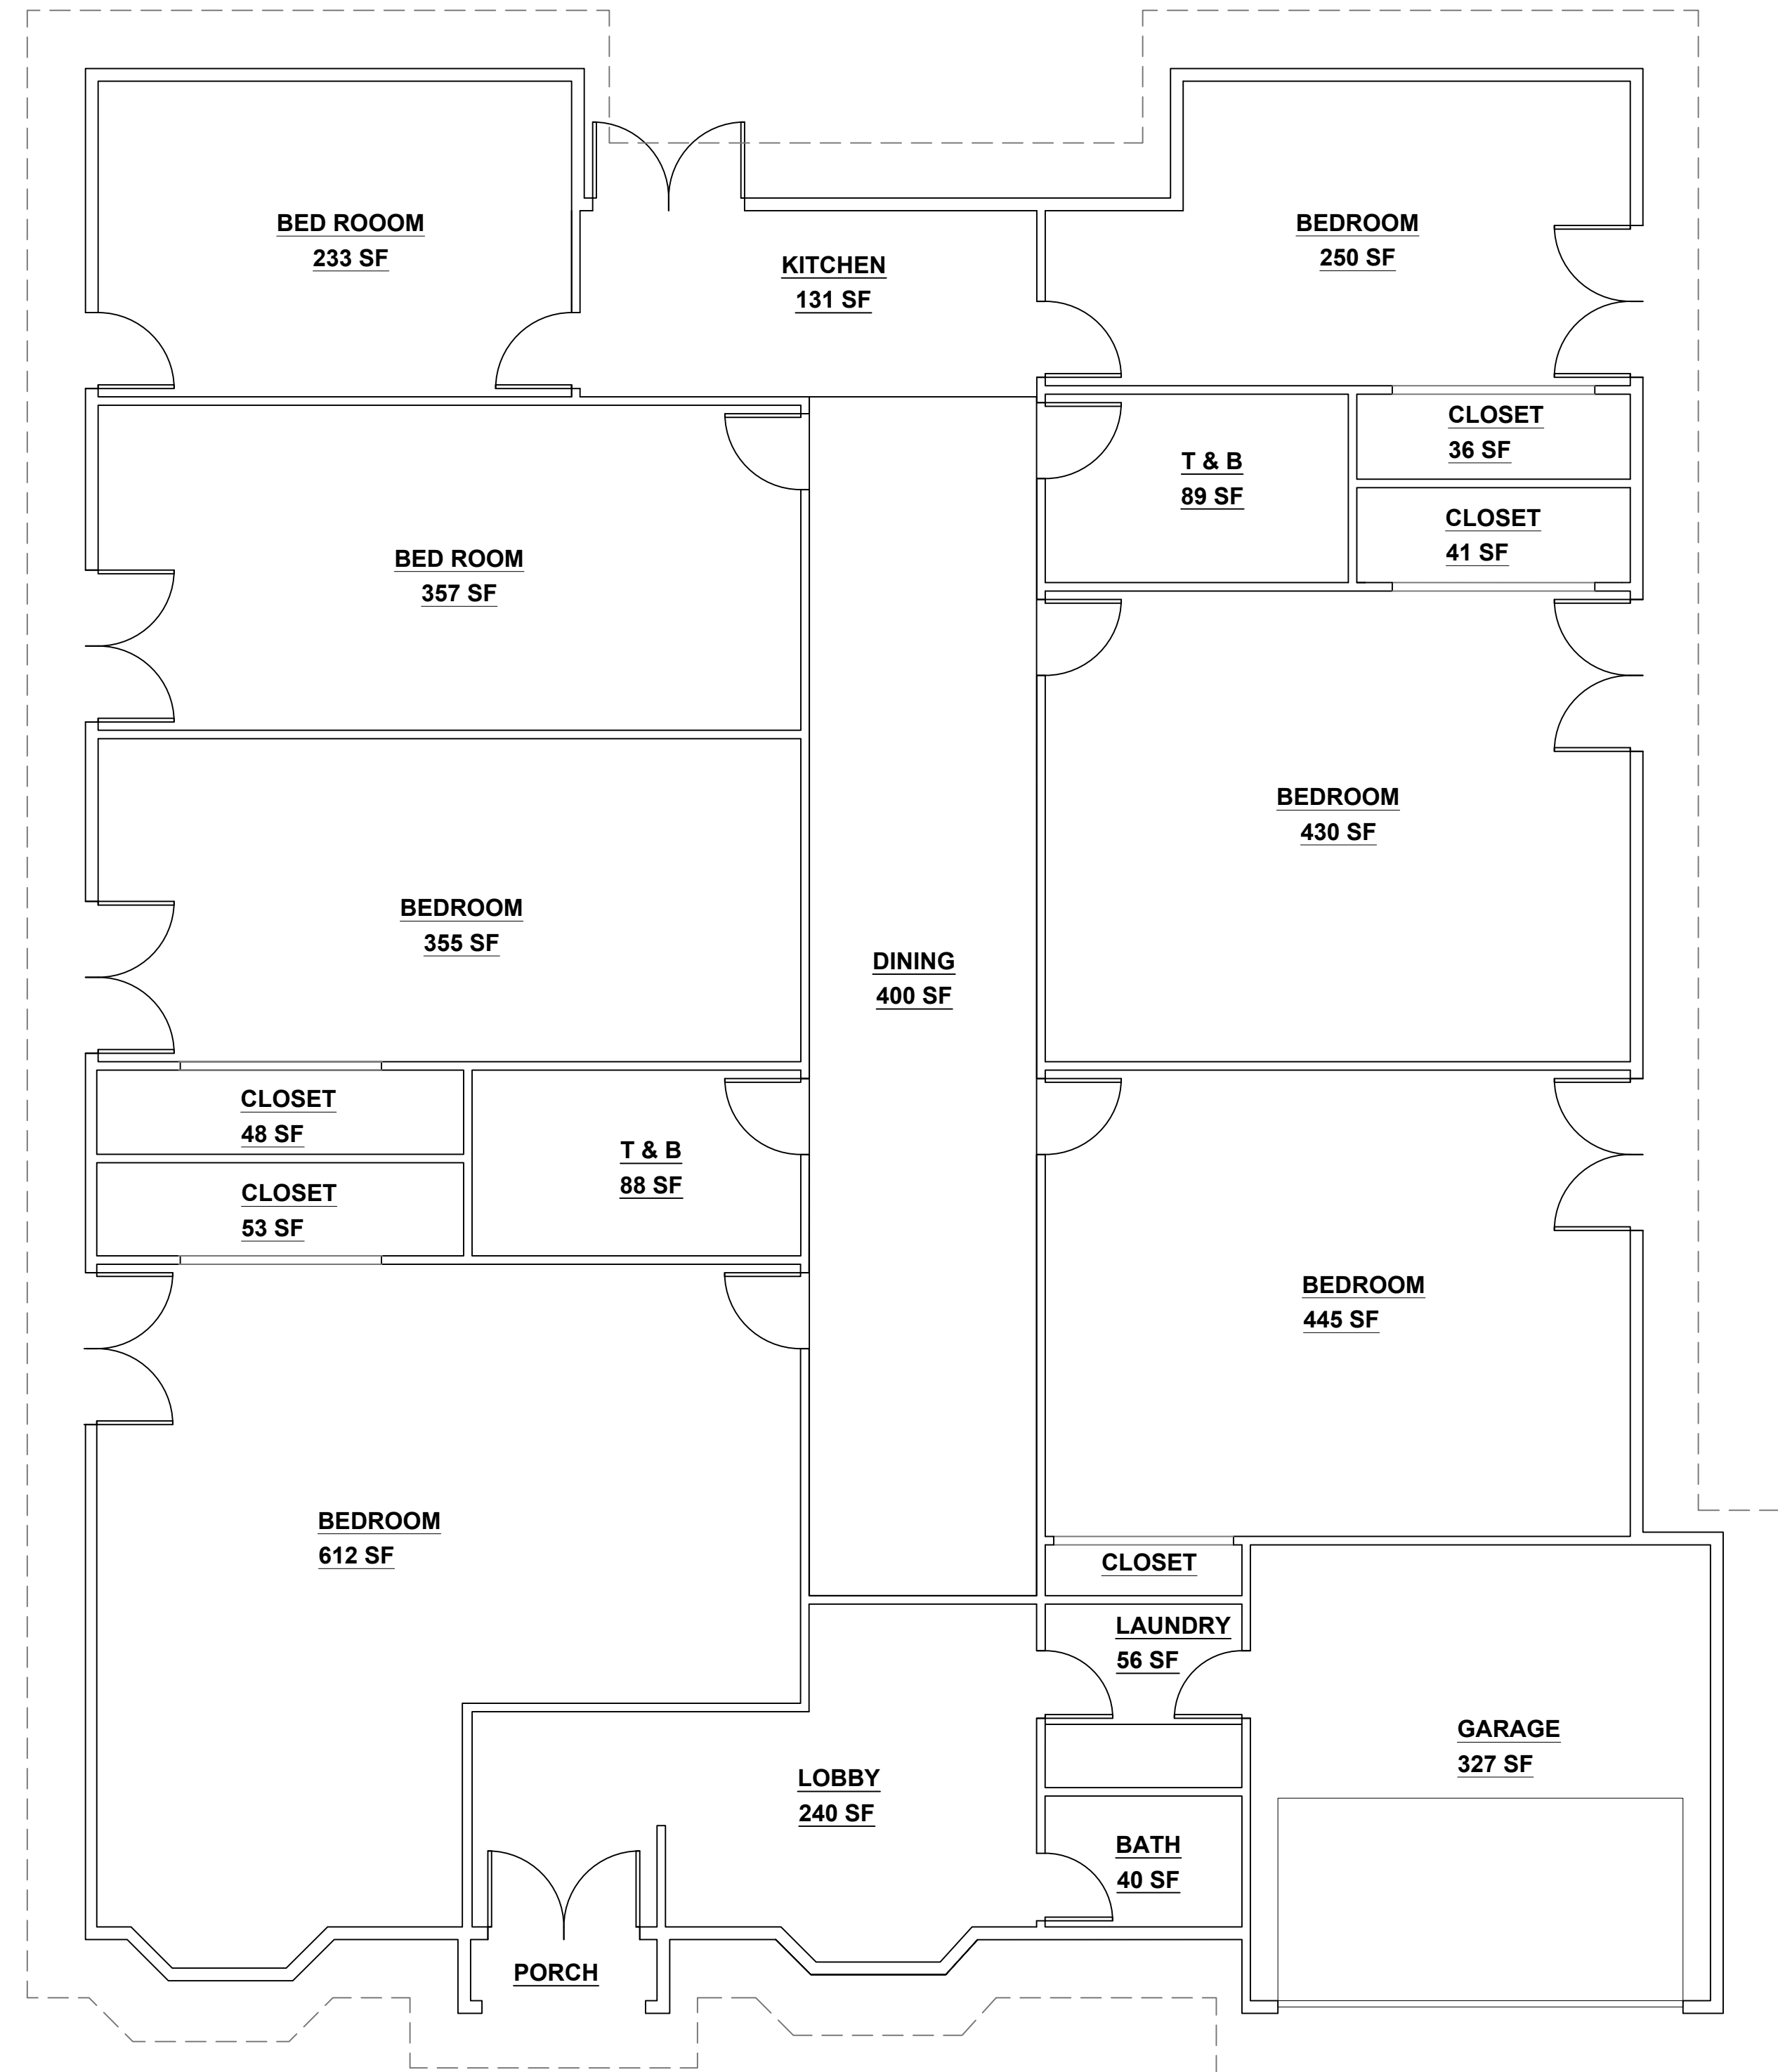 BED ROOOM
233 SF
BEDROOM
250 SF
KITCHEN
131 SF
CLOSET
36 SF
T & B
89 SF
CLOSET
41 SF
BED ROOM
357 SF
BEDROOM
430 SF
BEDROOM
355 SF
DINING
400 SF
CLOSET
48 SF
T & B
88 SF
CLOSET
53 SF
BEDROOM
445 SF
BEDROOM
612 SF
CLOSET
LAUNDRY
56 SF
GARAGE
327 SF
LOBBY
240 SF
BATH
40 SF
PORCH